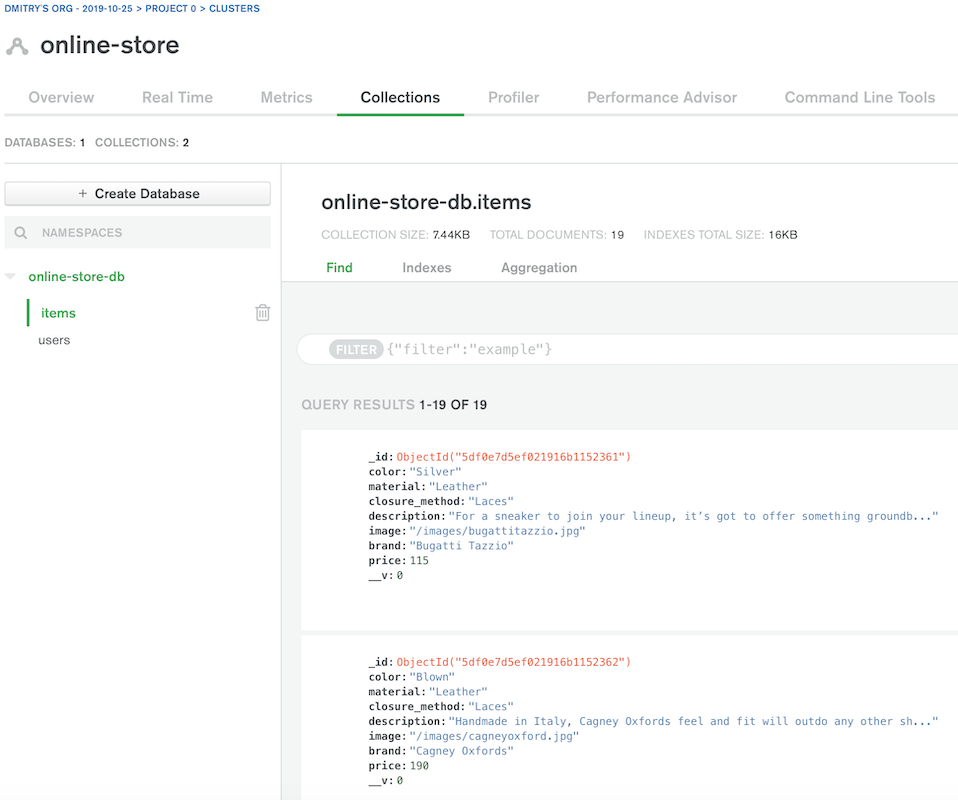 DMITRY'S ORG - 2019-10-25 > PROJECT 0 > CLUSTERS
online-store
Overview Real Time Metrics Collections Profiler Performance Advisor Command Line Tools
DATABASES: 1 COLLECTIONS: 2
+ Create Database
NAMESPACES
online-store-db
items
users
online-store-db.items
COLLECTION SIZE: 7.44KB TOTAL DOCUMENTS: 19 INDEXES TOTAL SIZE: 16KB
Find Indexes Aggregation
FILTER {"filter":"example"}
QUERY RESULTS 1-19 OF 19
_id: ObjectId("5df0e7d5ef021916b1152361")
color: "Silver"
material: "Leather"
closure_method: "Laces"
description: "For a sneaker to join your lineup, it’s got to offer something groundb..."
image: "/images/bugattitazzio.jpg"
brand: "Bugatti Tazzio"
price: 115
__v: 0
_id: ObjectId("5df0e7d5ef021916b1152362")
color: "Blown"
material: "Leather"
closure_method: "Laces"
description: "Handmade in Italy, Cagney Oxfords feel and fit will outdo any other sh..."
image: "/images/cagneyoxford.jpg"
brand: "Cagney Oxfords"
price: 190
__v: 0